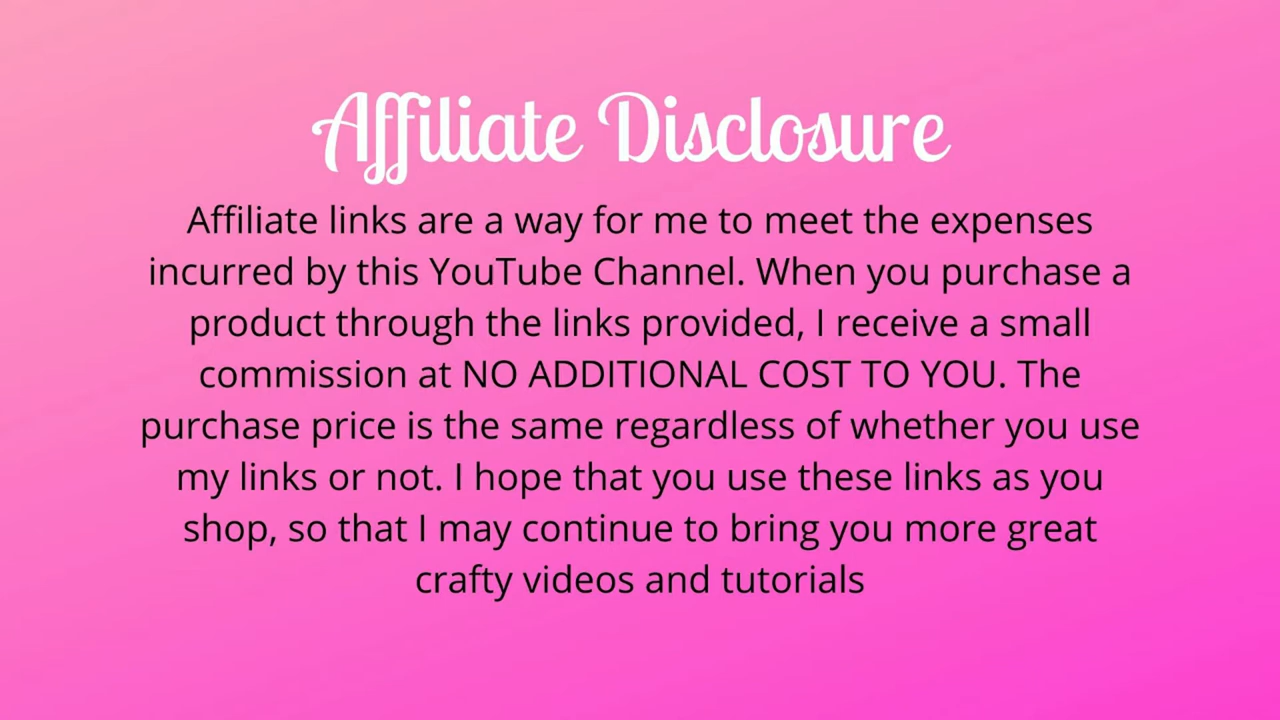 Affiliate Disclosure
Affiliate links are a way for me to meet the expenses
incurred by this YouTube Channel. When you purchase a
product through the links provided, I receive a small
commission at NO ADDITIONAL COST TO YOU. The
purchase price is the same regardless of whether you use
my links or not. I hope that you use these links as you
shop, so that I may continue to bring you more great
crafty videos and tutorials